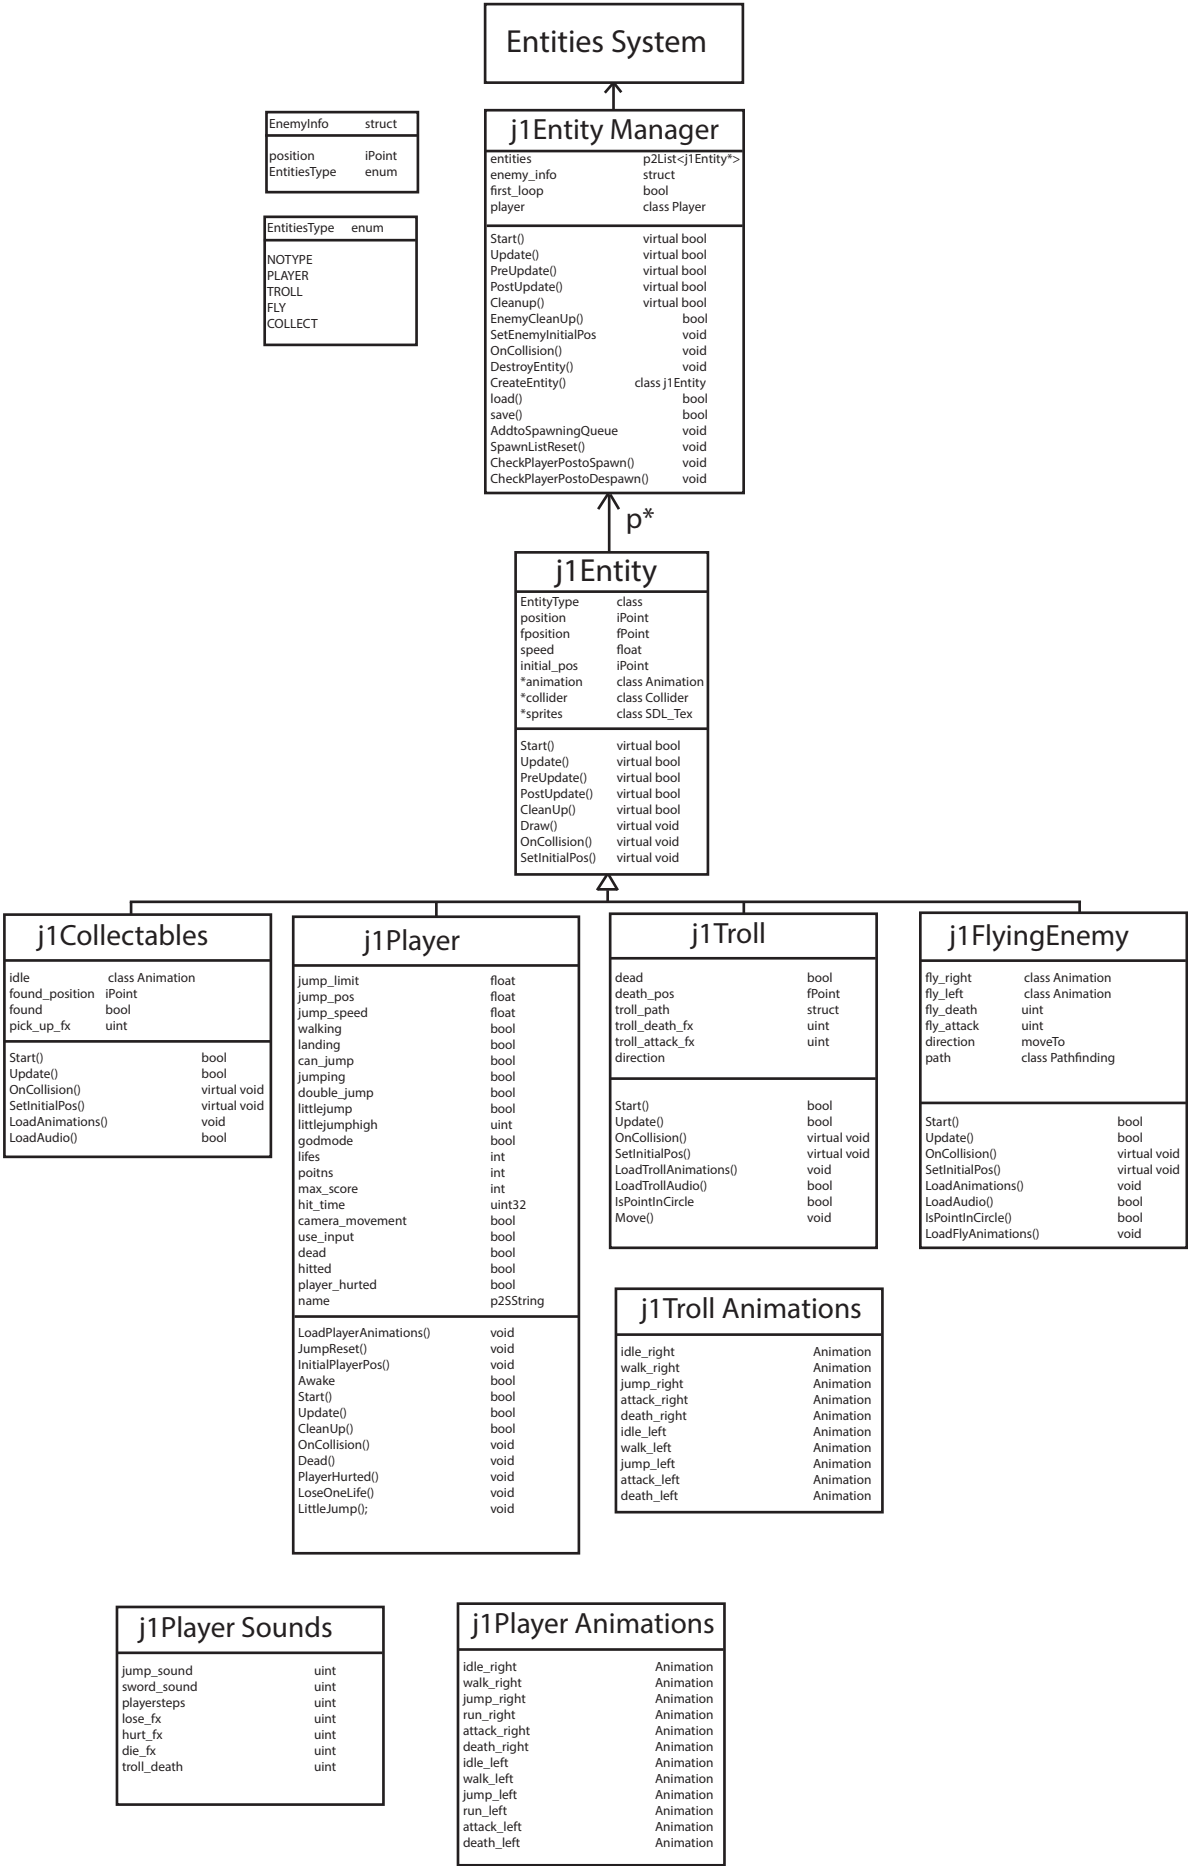 Entities System
EnemyInfo struct
position iPoint
EntitiesType enum
EntitiesType enum
NOTYPE
PLAYER
TROLL
FLY
COLLECT
j1Entity Manager
entities p2List<j1Entity*>
enemy_info struct
first_loop bool
player class Player
Start() virtual bool
Update() virtual bool
PreUpdate() virtual bool
PostUpdate() virtual bool
Cleanup() virtual bool
EnemyCleanUp() bool
SetEnemyInitialPos void
OnCollision() void
DestroyEntity() void
CreateEntity() class j1Entity
load() bool
save() bool
AddtoSpawningQueue void
SpawnListReset() void
CheckPlayerPostoSpawn() void
CheckPlayerPostoDespawn() void
p*
j1Entity
EntityType class
position iPoint
fposition fPoint
speed float
initial_pos iPoint
*animation class Animation
*collider class Collider
*sprites class SDL_Tex
Start() virtual bool
Update() virtual bool
PreUpdate() virtual bool
PostUpdate() virtual bool
CleanUp() virtual bool
Draw() virtual void
OnCollision() virtual void
SetInitialPos() virtual void
j1Collectables
idle class Animation
found_position iPoint
found bool
pick_up_fx uint
Start() bool
Update() bool
OnCollision() virtual void
SetInitialPos() virtual void
LoadAnimations() void
LoadAudio() bool
j1Player
jump_limit float
jump_pos float
jump_speed float
walking bool
landing bool
can_jump bool
jumping bool
double_jump bool
littlejump bool
littlejumphigh uint
godmode bool
lifes int
poitns int
max_score int
hit_time uint32
camera_movement bool
use_input bool
dead bool
hitted bool
player_hurted bool
name p2SString
LoadPlayerAnimations() void
JumpReset() void
InitialPlayerPos() void
Awake bool
Start() bool
Update() bool
CleanUp() bool
OnCollision() void
Dead() void
PlayerHurted() void
LoseOneLife() void
LittleJump(); void
j1Troll
dead bool
death_pos fPoint
troll_path struct
troll_death_fx uint
troll_attack_fx uint
direction
Start() bool
Update() bool
OnCollision() virtual void
SetInitialPos() virtual void
LoadTrollAnimations() void
LoadTrollAudio() bool
IsPointInCircle bool
Move() void
j1FlyingEnemy
fly_right class Animation
fly_left class Animation
fly_death uint
fly_attack uint
direction moveTo
path class Pathfinding
Start() bool
Update() bool
OnCollision() virtual void
SetInitialPos() virtual void
LoadAnimations() void
LoadAudio() bool
IsPointInCircle() bool
LoadFlyAnimations() void
j1Troll Animations
idle_right Animation
walk_right Animation
jump_right Animation
attack_right Animation
death_right Animation
idle_left Animation
walk_left Animation
jump_left Animation
attack_left Animation
death_left Animation
j1Player Sounds
jump_sound uint
sword_sound uint
playersteps uint
lose_fx uint
hurt_fx uint
die_fx uint
troll_death uint
j1Player Animations
idle_right Animation
walk_right Animation
jump_right Animation
run_right Animation
attack_right Animation
death_right Animation
idle_left Animation
walk_left Animation
jump_left Animation
run_left Animation
attack_left Animation
death_left Animation